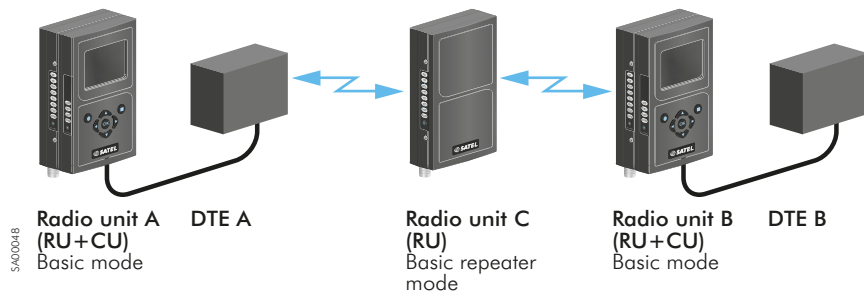 SATEL
SATEL
SATEL
Radio unit A
(RU+CU)
Basic mode
DTE A
Radio unit C
(RU)
Basic repeater
mode
Radio unit B
(RU+CU)
Basic mode
DTE B
SA00048